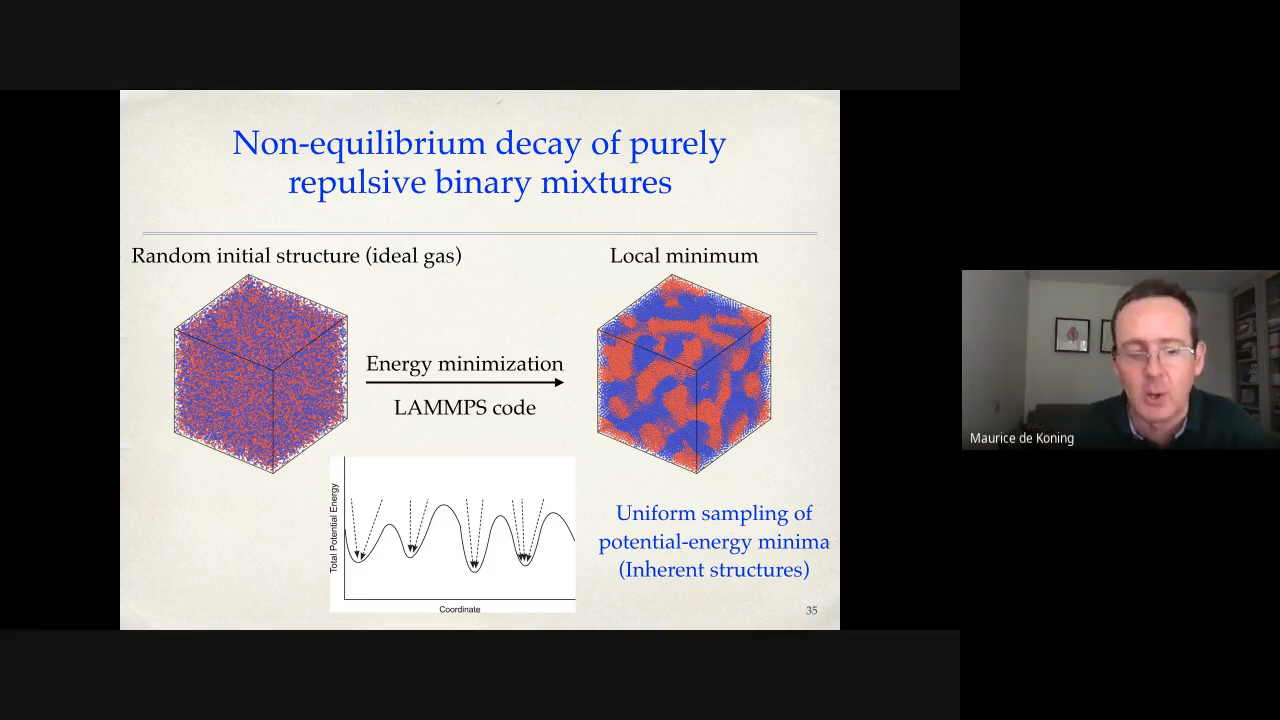 Non-equilibrium decay of purely
repulsive binary mixtures
Random initial structure (ideal gas)
Local minimum
Energy minimization
LAMMPS code
Total Potential Energy
Coordinate
Uniform sampling of
potential-energy minima
(Inherent structures)
35
Maurice de Koning